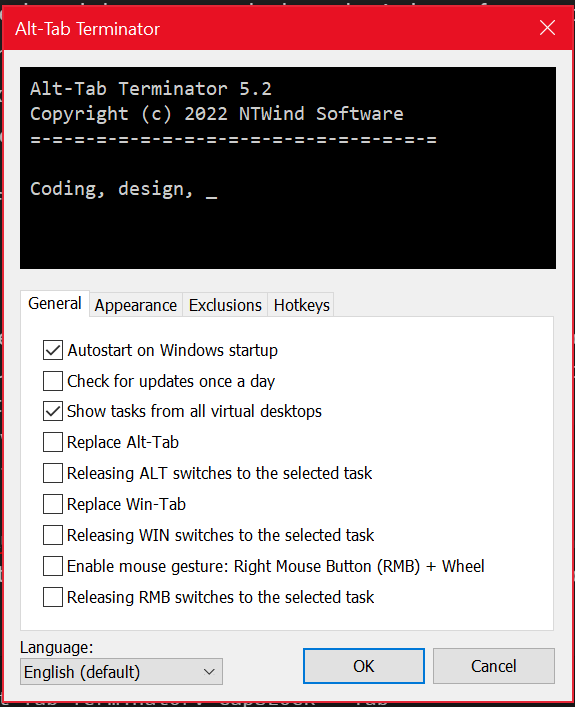 Alt-Tab Terminator
Alt-Tab Terminator 5.2
Copyright (c) 2022 NTWind Software
=-=-=-=-=-=-=-=-=-=-=-=-=-=-=-=-=-=
Coding, design, _
General Appearance Exclusions Hotkeys
Autostart on Windows startup
Check for updates once a day
Show tasks from all virtual desktops
Replace Alt-Tab
Releasing ALT switches to the selected task
Replace Win-Tab
Releasing WIN switches to the selected task
Enable mouse gesture: Right Mouse Button (RMB) + Wheel
Releasing RMB switches to the selected task
Language:
English (default) OK Cancel